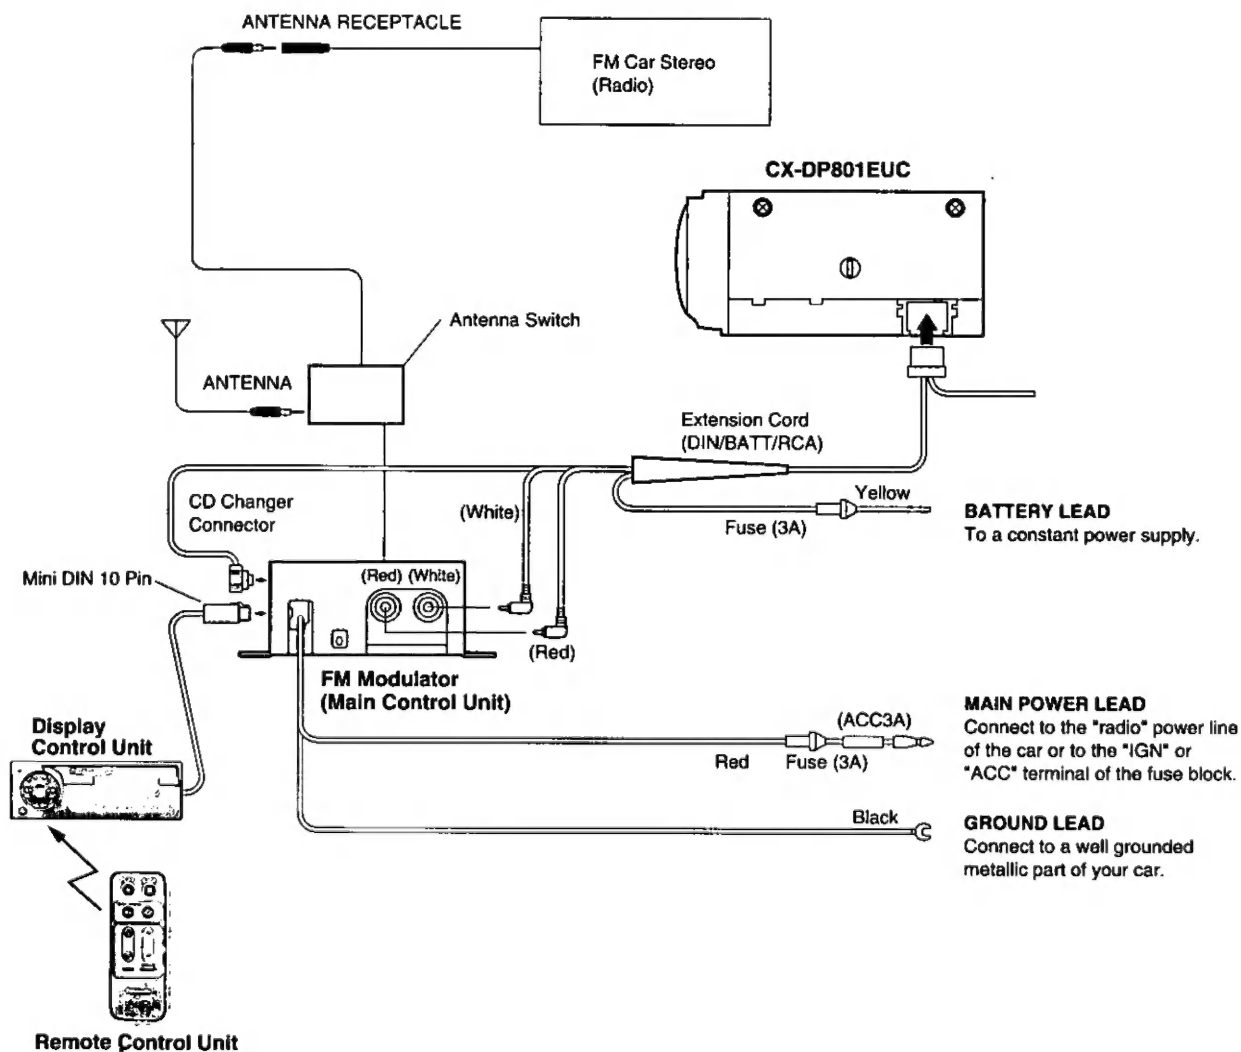 ANTENNA RECEPTACLE
FM Car Stereo
(Radio)
CX-DP801EUC
Antenna Switch
ANTENNA
Extension Cord
(DIN/BATT/RCA)
CD Changer
Connector
(White)
Yellow
Fuse (3A)
BATTERY LEAD
To a constant power supply.
Mini DIN 10 Pin
(Red) (White)
(Red)
FM Modulator
(Main Control Unit)
Display
Control Unit
(ACC3A)
Red
Fuse (3A)
MAIN POWER LEAD
Connect to the "radio" power line
of the car or to the "IGN" or
"ACC" terminal of the fuse block.
Black
GROUND LEAD
Connect to a well grounded
metallic part of your car.
Remote Control Unit